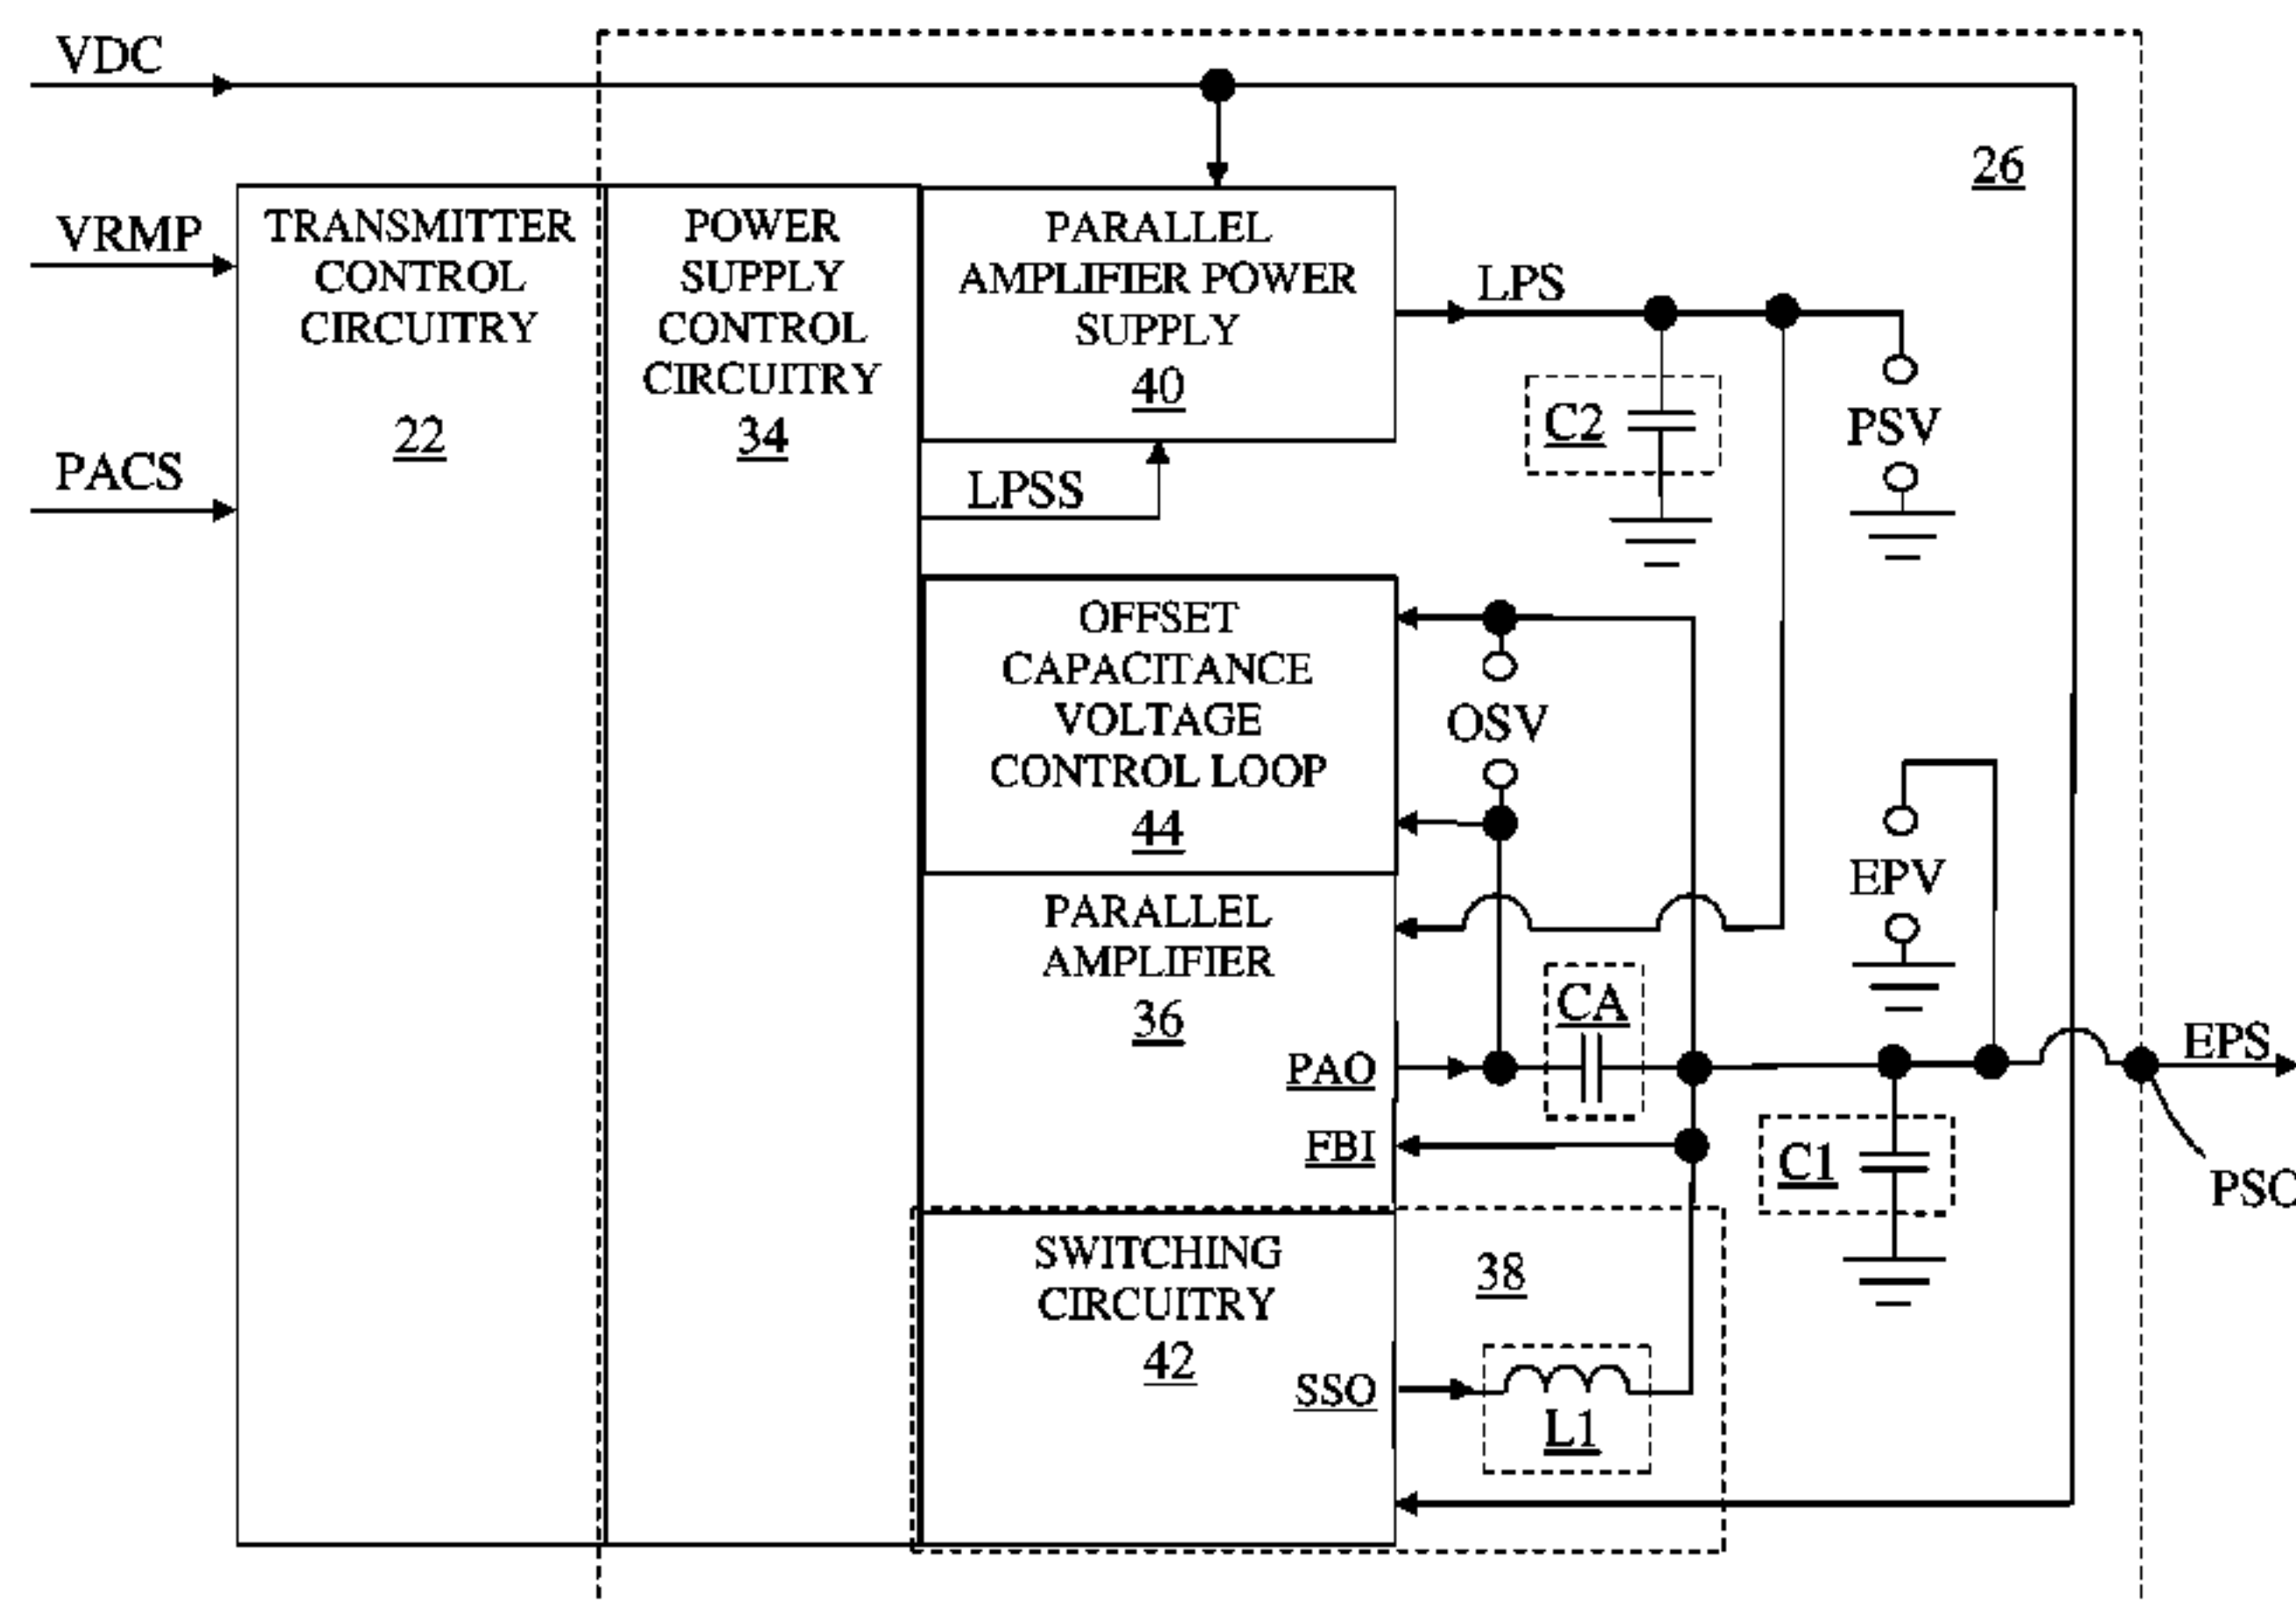 VDC
26
VRMP
PACS
TRANSMITTER
CONTROL
CIRCUITRY
22
POWER
SUPPLY
CONTROL
CIRCUITRY
34
PARALLEL
AMPLIFIER POWER
SUPPLY
40
LPS
C2
PSV
LPSS
OFFSET
CAPACITANCE
VOLTAGE
CONTROL LOOP
44
OSV
EPV
PARALLEL
AMPLIFIER
36
CA
PAO
EPS
FBI
C1
SWITCHING
CIRCUITRY
42
38
SSO
L1